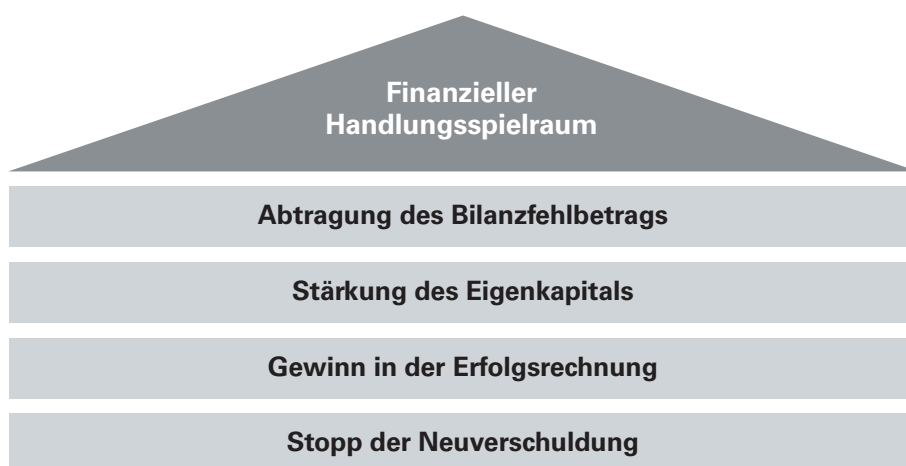 Finanzieller
Handlungsspielraum
Abtragung des Bilanzfehlbetrags
Stärkung des Eigenkapitals
Gewinn in der Erfolgsrechnung
Stopp der Neuverschuldung